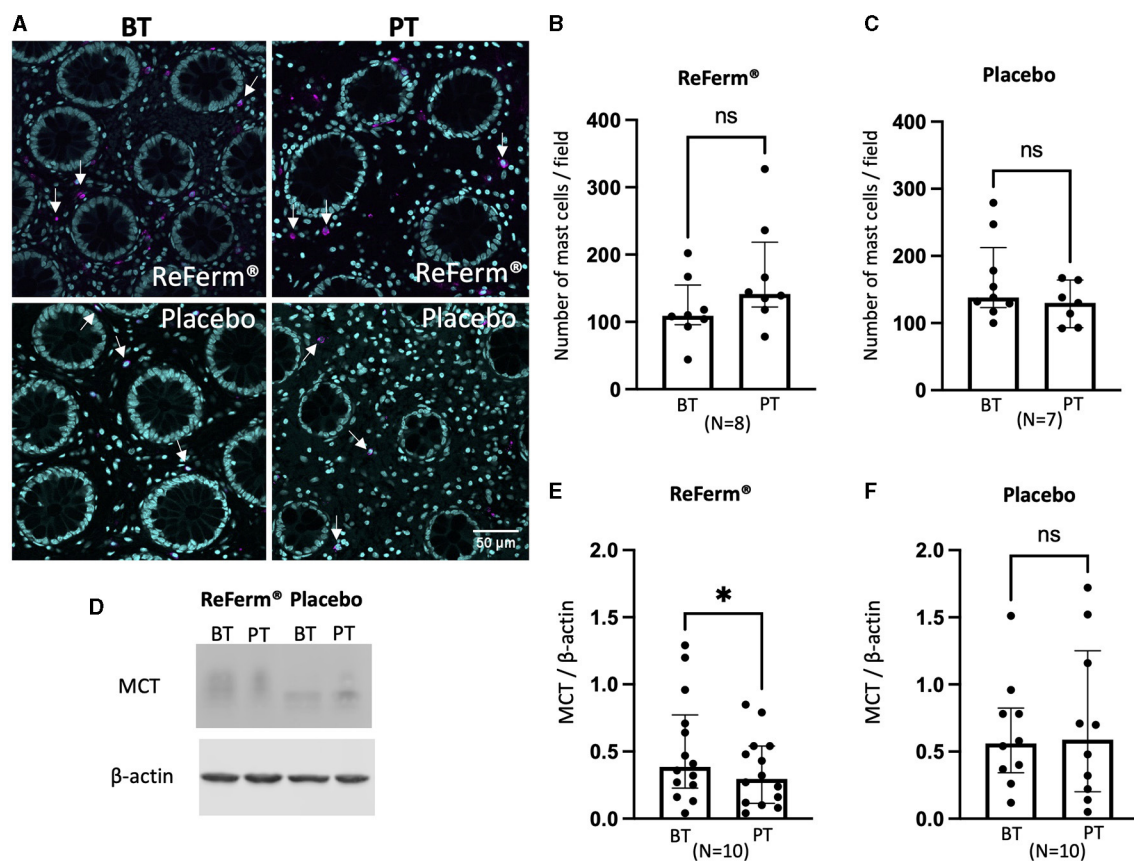 A
BT
PT
ReFerm®
ReFerm®
Placebo
Placebo
50 µm
B
ReFerm®
ns
Number of mast cells / field
400
300
200
100
0
BT
PT
(N=8)
C
Placebo
ns
Number of mast cells / field
400
300
200
100
0
BT
PT
(N=7)
D
ReFerm® Placebo
BT PT BT PT
MCT
β-actin
E
ReFerm®
*
MCT / β-actin
2.0
1.5
1.0
0.5
0.0
BT
PT
(N=10)
F
Placebo
ns
MCT / β-actin
2.0
1.5
1.0
0.5
0.0
BT
PT
(N=10)